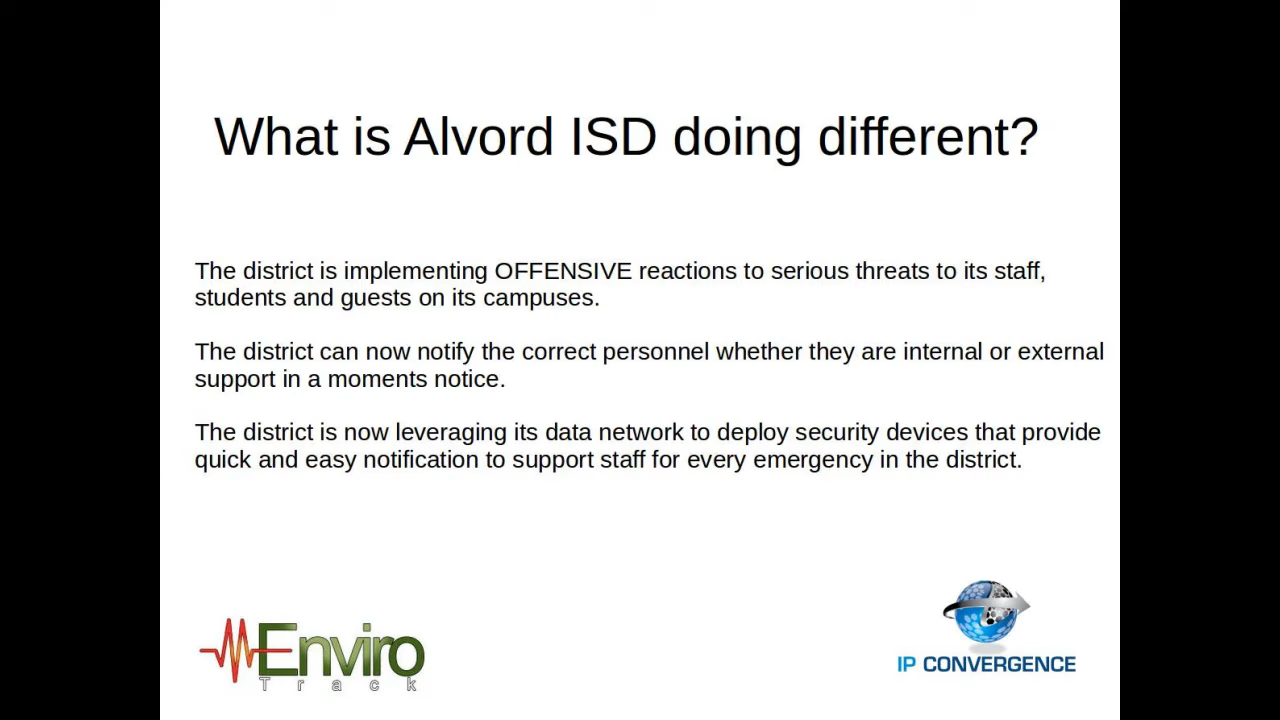 What is Alvord ISD doing different?
The district is implementing OFFENSIVE reactions to serious threats to its staff,
students and guests on its campuses.
The district can now notify the correct personnel whether they are internal or external
support in a moments notice.
The district is now leveraging its data network to deploy security devices that provide
quick and easy notification to support staff for every emergency in the district.
Enviro
Track
IP CONVERGENCE